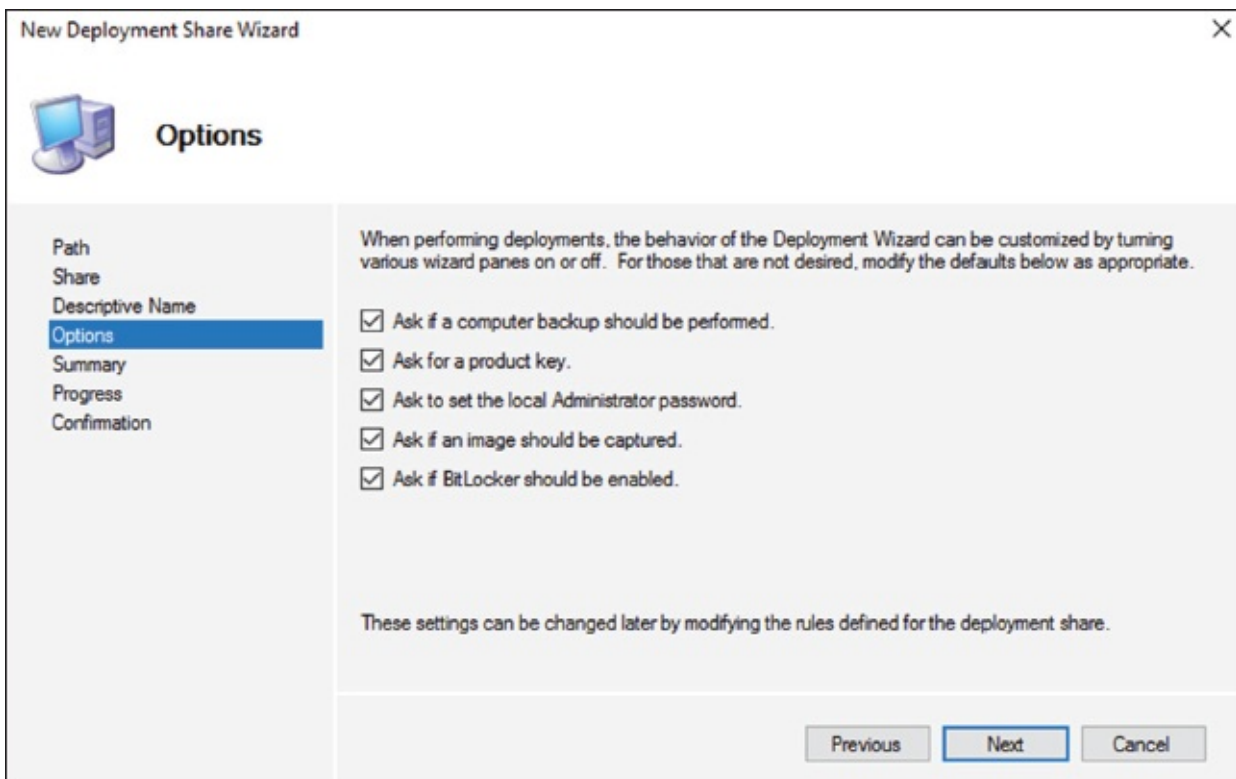 New Deployment Share Wizard
Options
Path
Share
Descriptive Name
Options
Summary
Progress
Confirmation
When performing deployments, the behavior of the Deployment Wizard can be customized by turning
various wizard panes on or off. For those that are not desired, modify the defaults below as appropriate.
Ask if a computer backup should be performed.
Ask for a product key.
Ask to set the local Administrator password.
Ask if an image should be captured.
Ask if BitLocker should be enabled.
These settings can be changed later by modifying the rules defined for the deployment share.
Previous Next Cancel